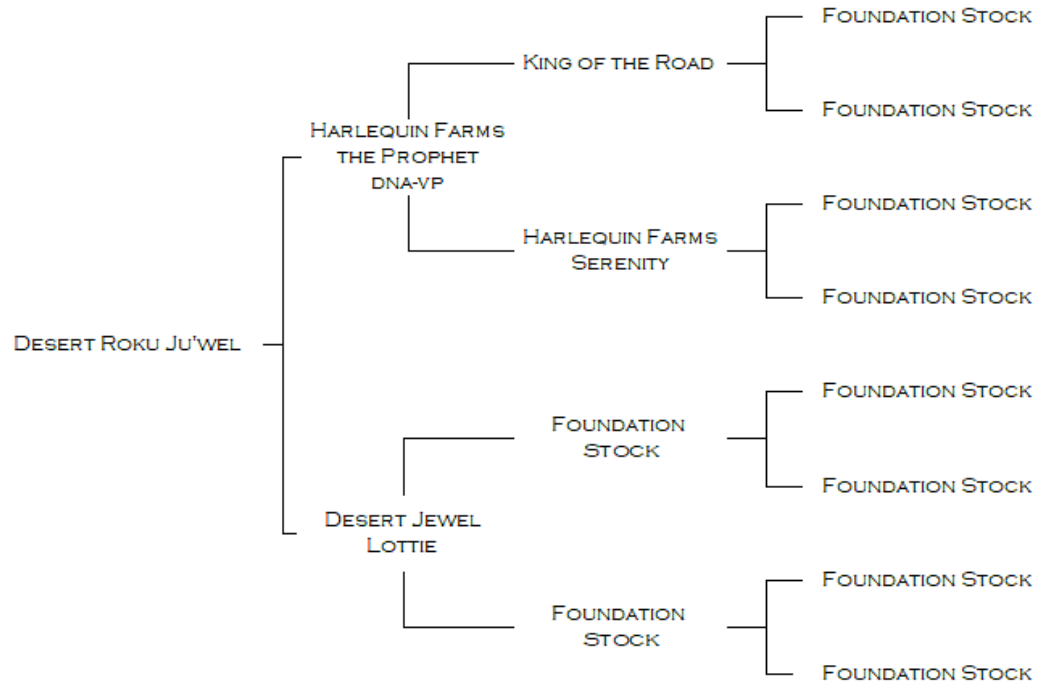 Foundation Stock
King of the Road
Foundation Stock
Harlequin Farms
the Prophet
DNA-VP
Foundation Stock
Harlequin Farms
Serenity
Foundation Stock
Desert Roku Ju'wel
Foundation Stock
Foundation
Stock
Foundation Stock
Desert Jewel
Lottie
Foundation Stock
Foundation
Stock
Foundation Stock